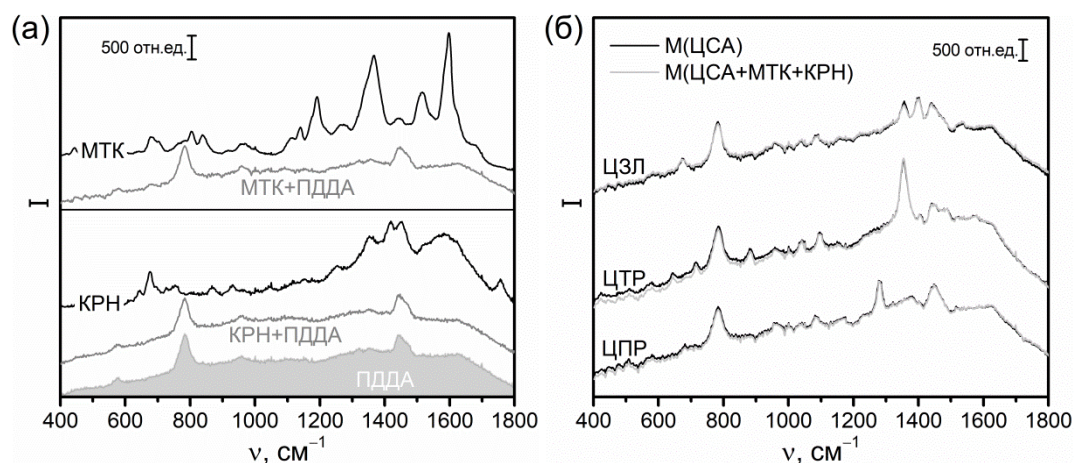 (а)
500 отн.ед.
I
МТК
МТК+ПДДА
КРН
КРН+ПДДА
ПДДА
400 600 800 1000 1200 1400 1600 1800
ν, см⁻¹
(б)
М(ЦСА)
М(ЦСА+МТК+КРН)
500 отн.ед.
I
ЦЗЛ
ЦТР
ЦПР
400 600 800 1000 1200 1400 1600 1800
ν, см⁻¹